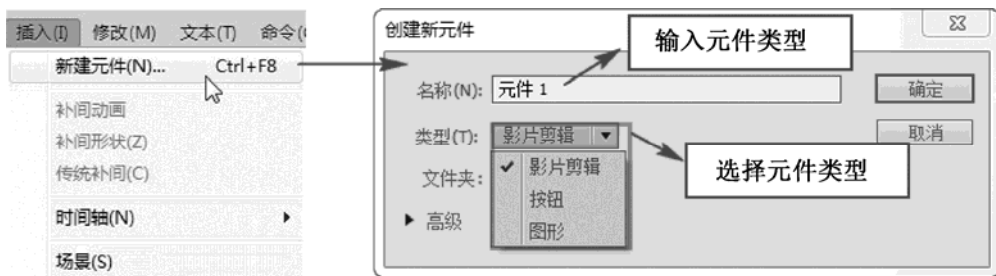 插入(I) 修改(M) 文本(T) 命令(
新建元件(N)... Ctrl+F8
补间动画
补间形状(Z)
传统补间(C)
时间轴(N)
场景(S)
创建新元件
输入元件类型
名称(N): 元件 1
确定
类型(T): 影片剪辑
取消
选择元件类型
文件夹:
影片剪辑
按钮
图形
高级